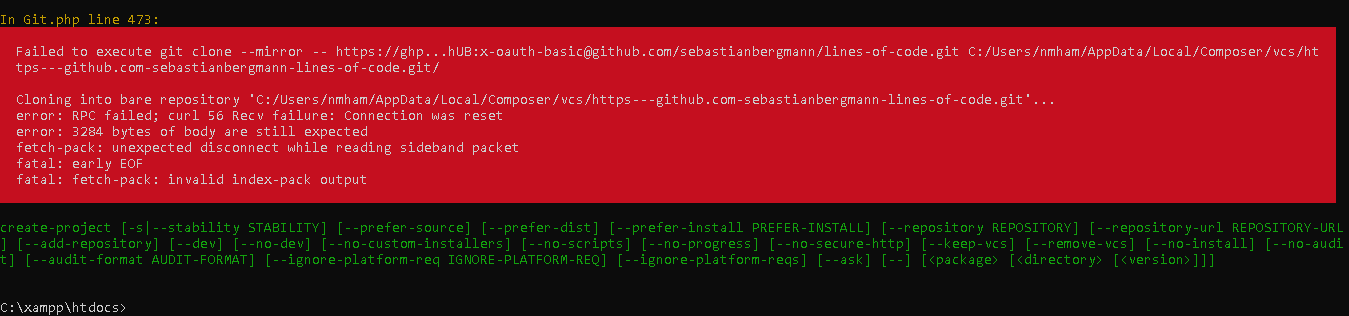 In Git.php line 473:
Failed to execute git clone --mirror -- https://ghp...hUB:x-oauth-basic@github.com/sebastianbergmann/lines-of-code.git C:/Users/nmham/AppData/Local/Composer/vcs/ht
tps---github.com-sebastianbergmann-lines-of-code.git/
Cloning into bare repository 'C:/Users/nmham/AppData/Local/Composer/vcs/https---github.com-sebastianbergmann-lines-of-code.git'...
error: RPC failed; curl 56 Recv failure: Connection was reset
error: 3284 bytes of body are still expected
fetch-pack: unexpected disconnect while reading sideband packet
fatal: early EOF
fatal: fetch-pack: invalid index-pack output
create-project [-s|--stability STABILITY] [--prefer-source] [--prefer-dist] [--prefer-install PREFER-INSTALL] [--repository REPOSITORY] [--repository-url REPOSITORY-URL
] [--add-repository] [--dev] [--no-dev] [--no-custom-installers] [--no-scripts] [--no-progress] [--no-secure-http] [--keep-vcs] [--remove-vcs] [--no-install] [--no-audi
t] [--audit-format AUDIT-FORMAT] [--ignore-platform-req IGNORE-PLATFORM-REQ] [--ignore-platform-reqs] [--ask] [--] [<package> [<directory> [<version>]]]
C:\xampp\htdocs>